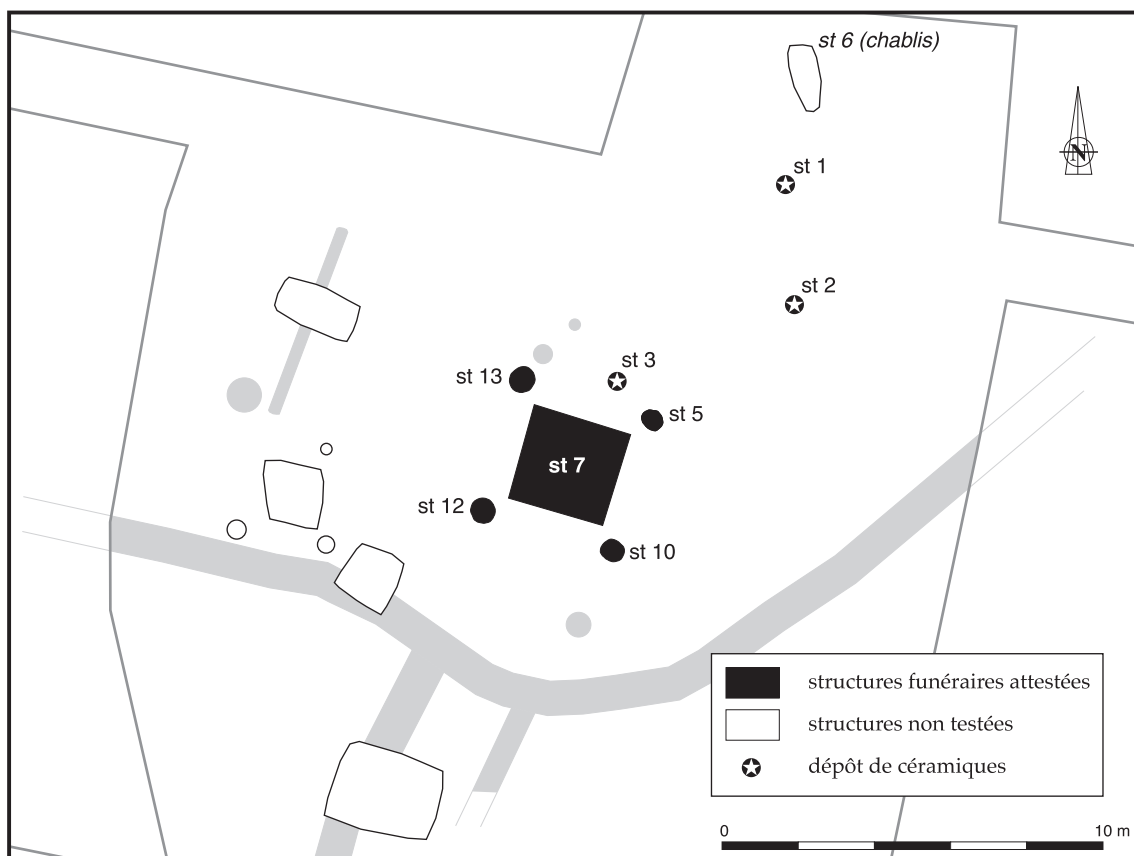 st 6 (chablis)
N
st 1
st 2
st 3
st 13
st 5
st 7
st 12
st 10
structures funéraires attestées
structures non testées
dépôt de céramiques
0 10 m